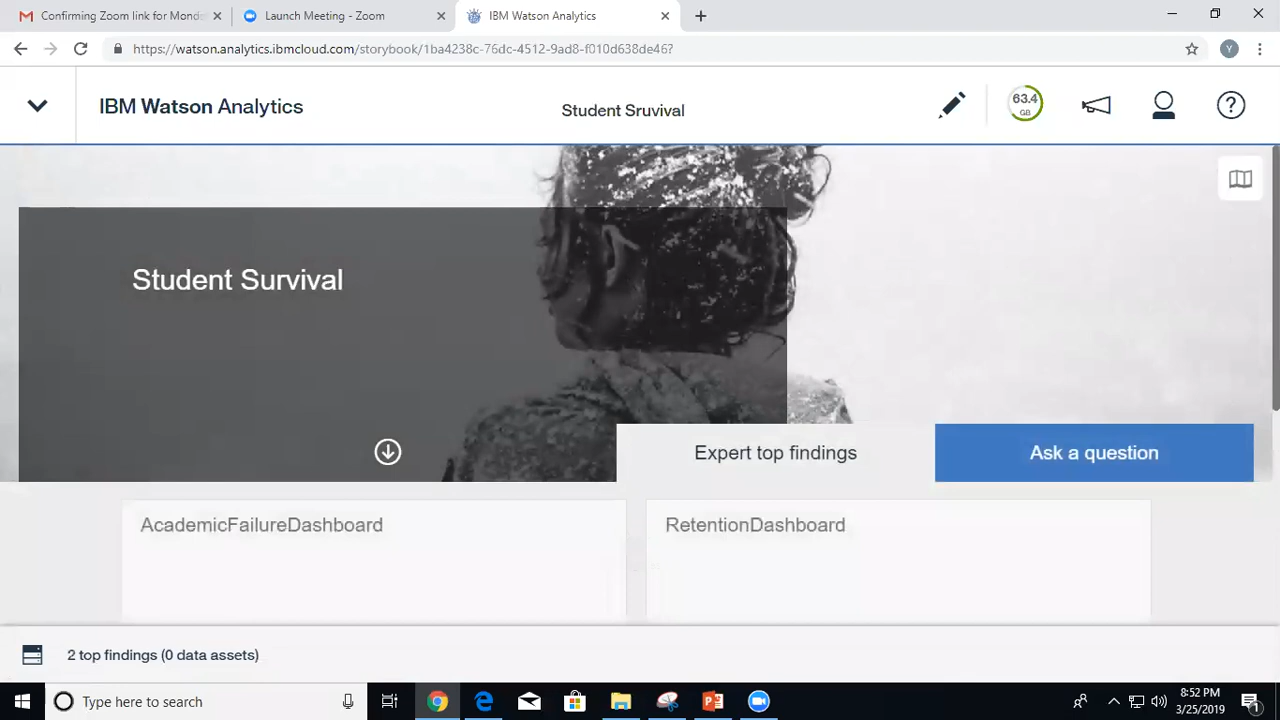 Confirming Zoom link for Monda
Launch Meeting - Zoom
IBM Watson Analytics
https://watson.analytics.ibmcloud.com/storybook/1ba4238c-76dc-4512-9ad8-f010d638de46?
Y
IBM Watson Analytics
Student Sruvival
63.4
GB
?
Student Survival
Expert top findings
Ask a question
AcademicFailureDashboard
RetentionDashboard
2 top findings (0 data assets)
Type here to search
8:52 PM
3/25/2019
1